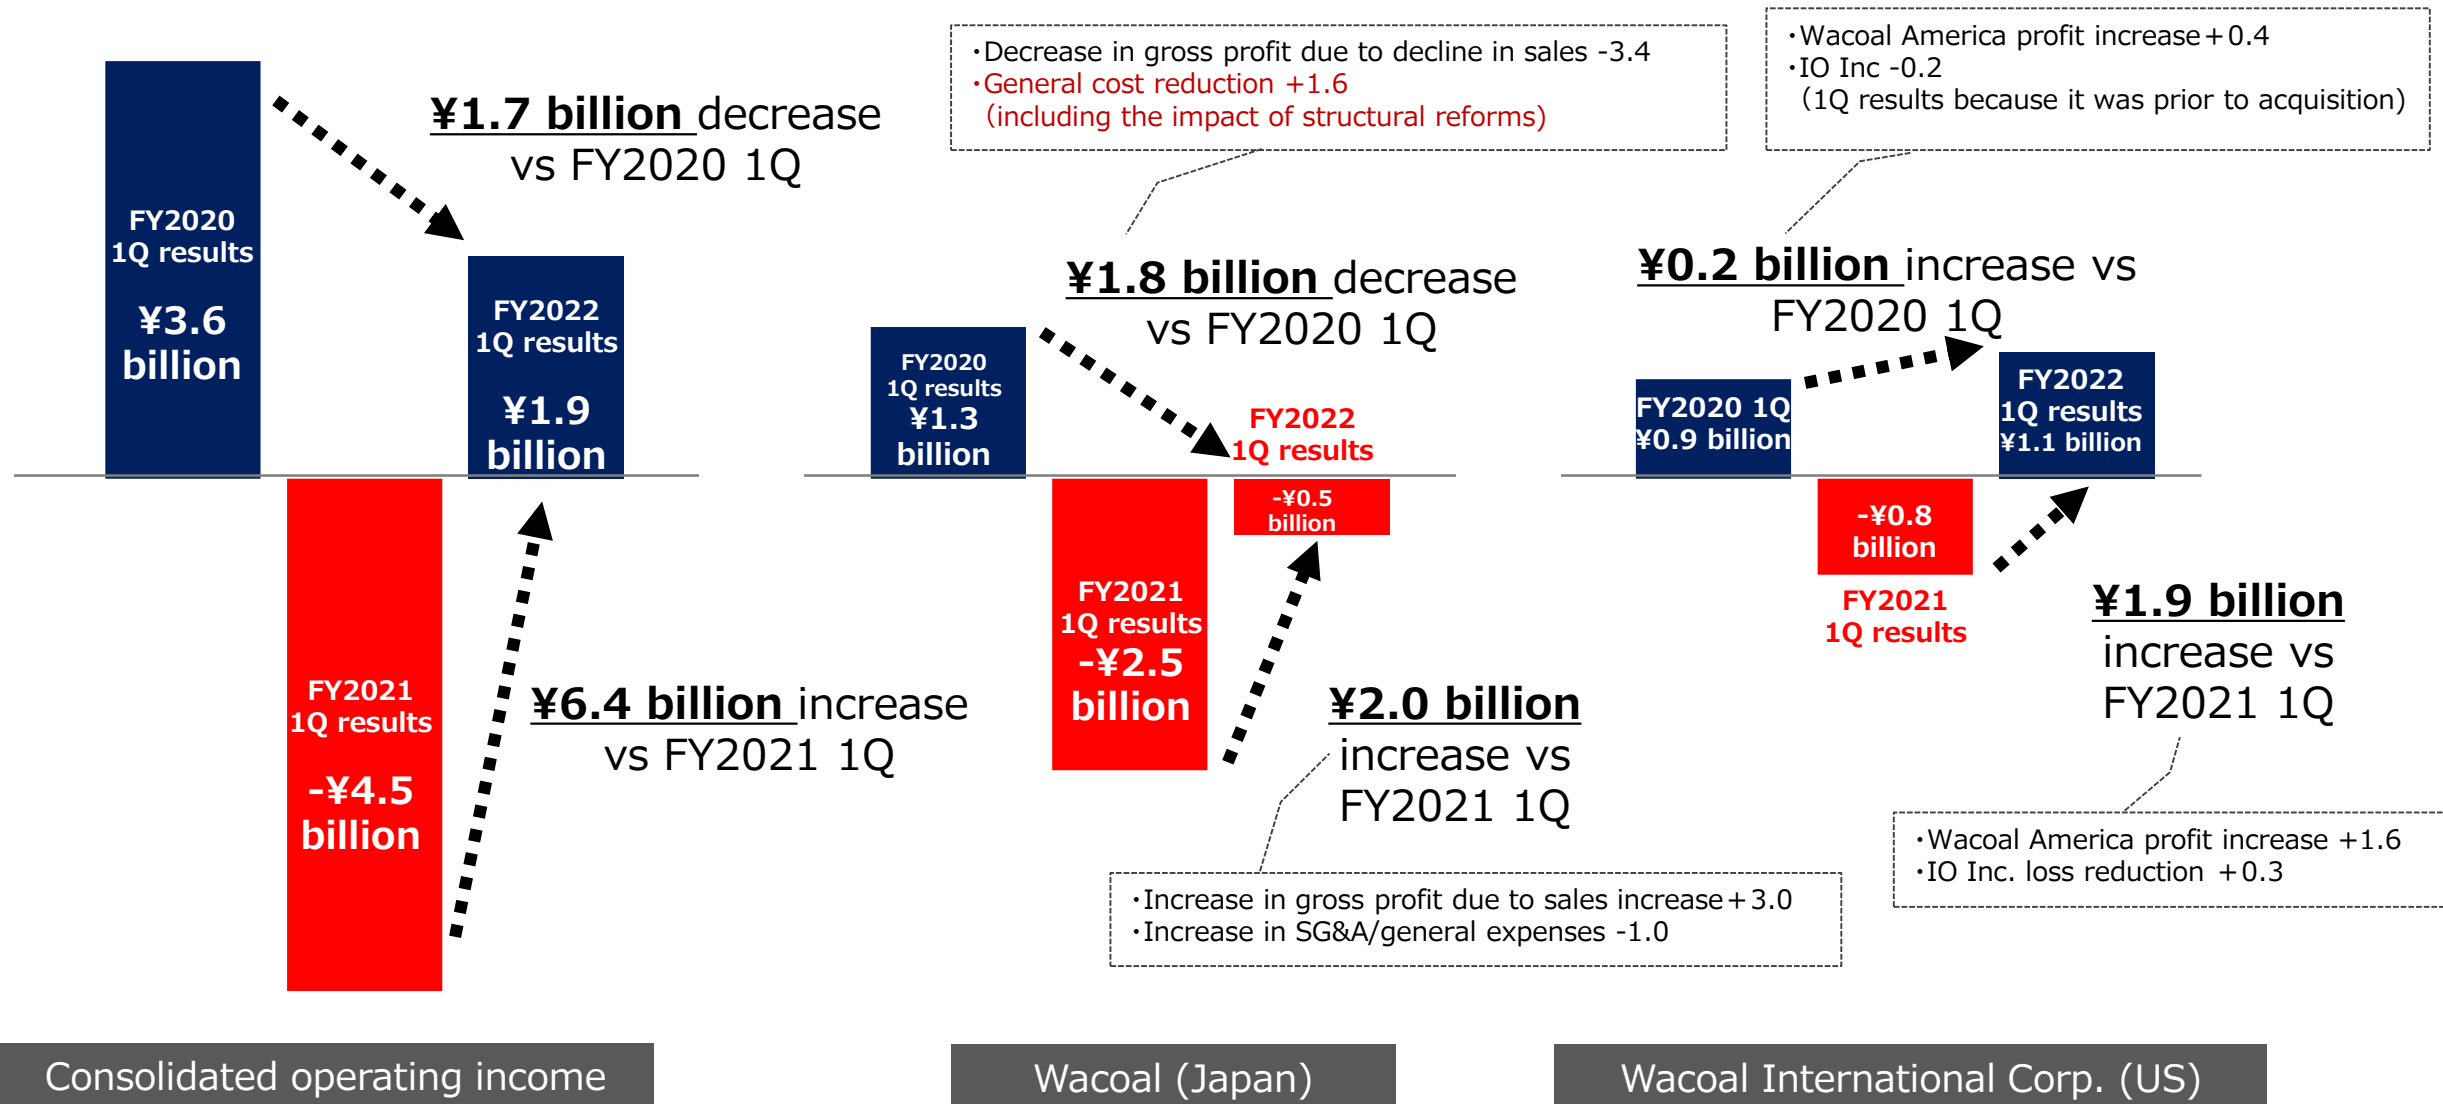 FY2020
1Q results
¥3.6
billion
¥1.7 billion decrease
vs FY2020 1Q
FY2022
1Q results
¥1.9
billion
FY2021
1Q results
-¥4.5
billion
¥6.4 billion increase
vs FY2021 1Q
Consolidated operating income
・Decrease in gross profit due to decline in sales -3.4
・General cost reduction +1.6
（including the impact of structural reforms)
¥1.8 billion decrease
vs FY2020 1Q
FY2020
1Q results
¥1.3
billion
FY2022
1Q results
-¥0.5
billion
FY2021
1Q results
-¥2.5
billion
¥2.0 billion
increase vs
FY2021 1Q
・Increase in gross profit due to sales increase＋3.0
・Increase in SG&A/general expenses -1.0
Wacoal (Japan)
・Wacoal America profit increase＋0.4
・IO Inc -0.2
（1Q results because it was prior to acquisition)
¥0.2 billion increase vs
FY2020 1Q
FY2020 1Q
¥0.9 billion
FY2022
1Q results
¥1.1 billion
-¥0.8
billion
FY2021
1Q results
¥1.9 billion
increase vs
FY2021 1Q
・Wacoal America profit increase +1.6
・IO Inc. loss reduction ＋0.3
Wacoal International Corp. (US)